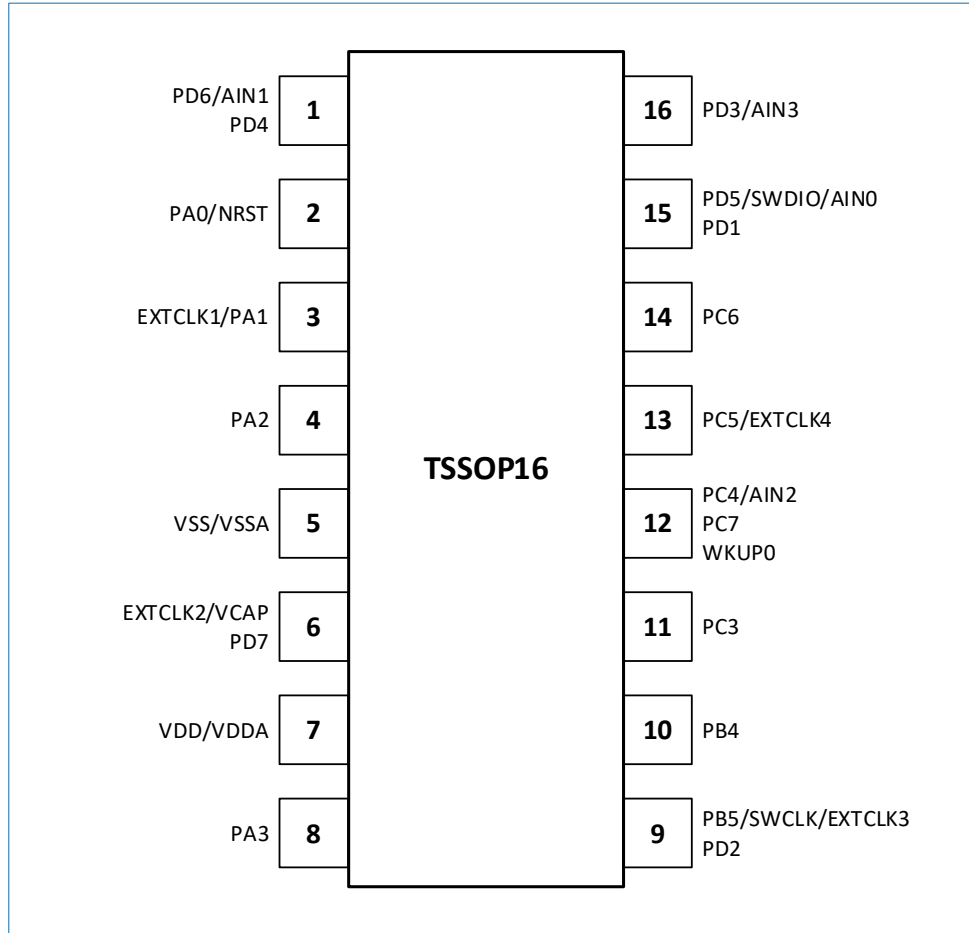 PD6/AIN1
PD4
1
PA0/NRST
2
EXTCLK1/PA1
3
PA2
4
VSS/VSSA
5
EXTCLK2/VCAP
PD7
6
VDD/VDDA
7
PA3
8
TSSOP16
16
PD3/AIN3
15
PD5/SWDIO/AIN0
PD1
14
PC6
13
PC5/EXTCLK4
12
PC4/AIN2
PC7
WKUP0
11
PC3
10
PB4
9
PB5/SWCLK/EXTCLK3
PD2